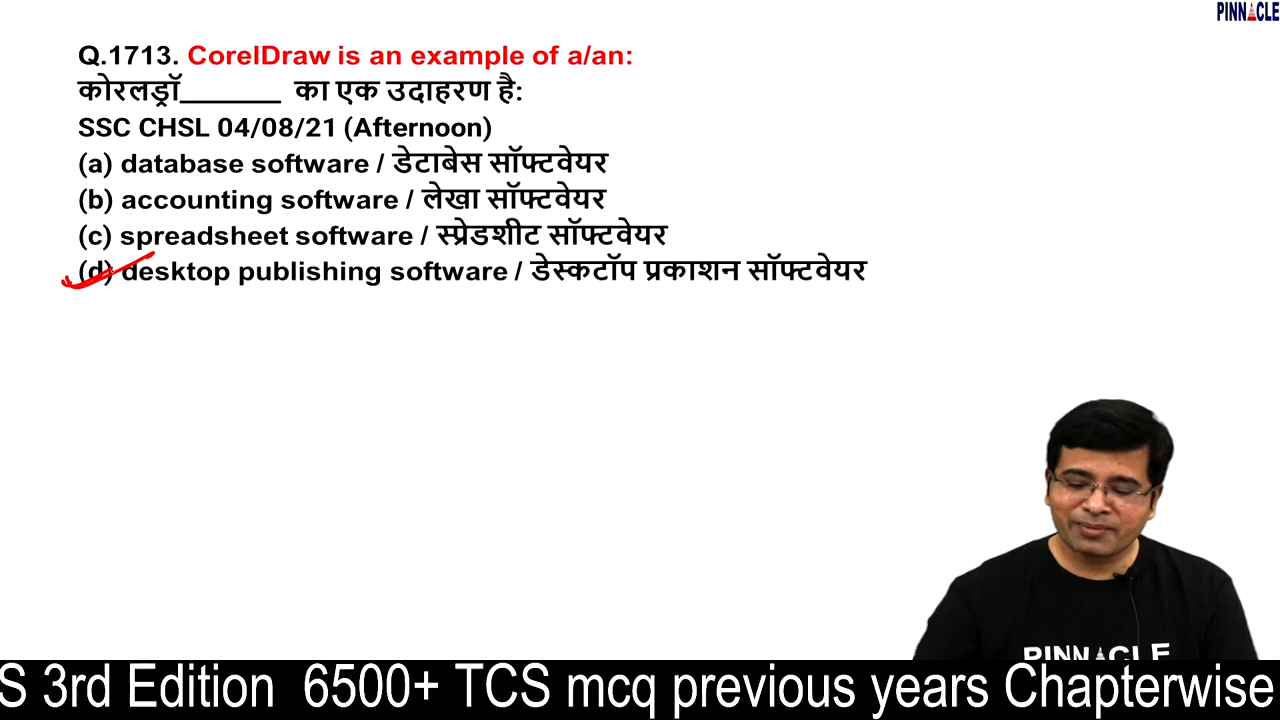 PINNACLE
Q.1713. CorelDraw is an example of a/an:
कोरलड्रॉ_______ का एक उदाहरण है:
SSC CHSL 04/08/21 (Afternoon)
(a) database software / डेटाबेस सॉफ्टवेयर
(b) accounting software / लेखा सॉफ्टवेयर
(c) spreadsheet software / स्प्रेडशीट सॉफ्टवेयर
(d) desktop publishing software / डेस्कटॉप प्रकाशन सॉफ्टवेयर
PINNACLE
S 3rd Edition 6500+ TCS mcq previous years Chapterwise